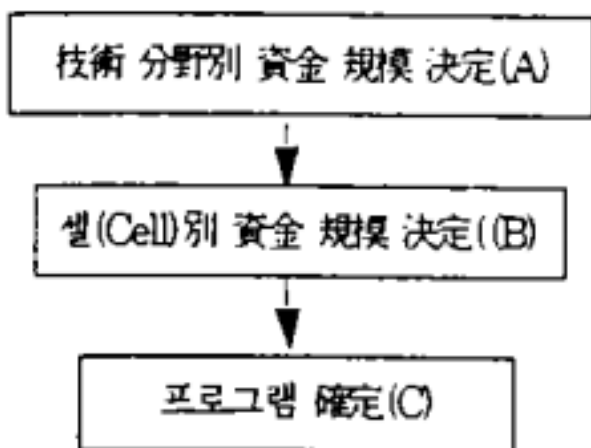 技術 分野別 資金 規模 決定(A)
셀(Cell)別 資金 規模 決定((B)
프로그램 確定(C)